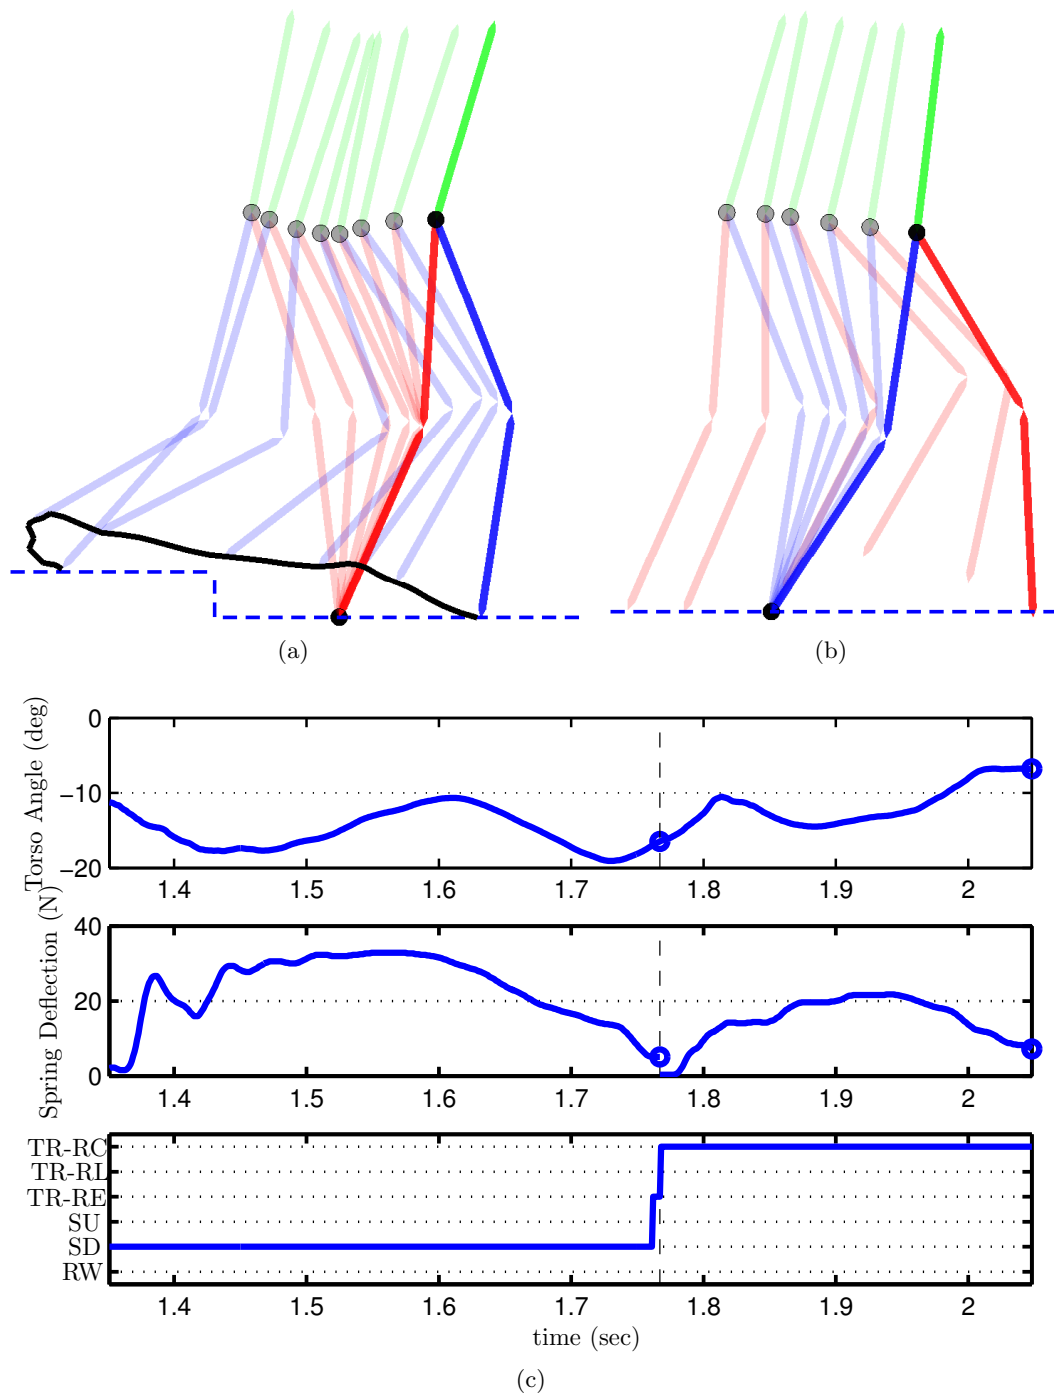 (a)
(b)
Torso Angle (deg)
0
−10
−20
1.4 1.5 1.6 1.7 1.8 1.9 2
Spring Deflection (N)
40
20
0
1.4 1.5 1.6 1.7 1.8 1.9 2
TR-RC
TR-RL
TR-RE
SU
SD
RW
1.4 1.5 1.6 1.7 1.8 1.9 2
time (sec)
(c)